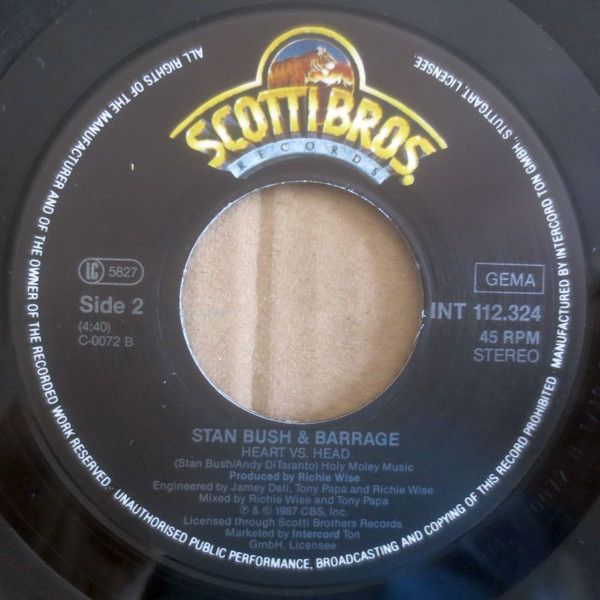 SCOTTI BROS.
RECORDS
LC 5827
Side 2
(4:40)
C-0072 B
GEMA
INT 112.324
45 RPM
STEREO
STAN BUSH & BARRAGE
HEART VS. HEAD
(Stan Bush/Andy DiTaranto) Holy Moley Music
Produced by Richie Wise
Engineered by Jamey Dell, Tony Papa and Richie Wise
Mixed by Richie Wise and Tony Papa
℗ & © 1987 CBS, Inc.
Licensed through Scotti Brothers Records
Marketed by Intercord Ton
GmbH, Licensee
ALL RIGHTS OF THE MANUFACTURER AND OF THE OWNER OF THE RECORDED WORK RESERVED. UNAUTHORISED PUBLIC PERFORMANCE, BROADCASTING AND COPYING OF THIS RECORD PROHIBITED · MANUFACTURED BY INTERCORD TON GMBH, STUTTGART, LICENSEE